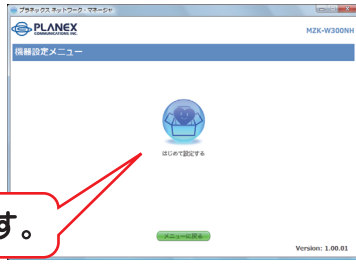 プラネックス ネットワーク・マネージャ
PLANEX
COMMUNICATIONS INC.
MZK-W300NH
機器設定メニュー
はじめて設定する
す。
メニューに戻る
Version: 1.00.01